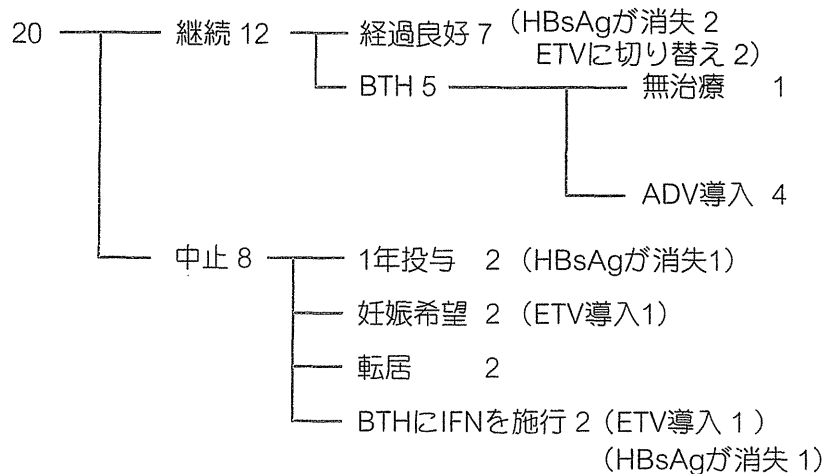 20 継続 12 経過良好 7 (HBsAgが消失 2
ETVに切り替え 2)
BTH 5 無治療 1
ADV導入 4
中止 8 1年投与 2 (HBsAgが消失1)
妊娠希望 2 (ETV導入1)
転居 2
BTHにIFNを施行 2 (ETV導入 1)
(HBsAgが消失 1)